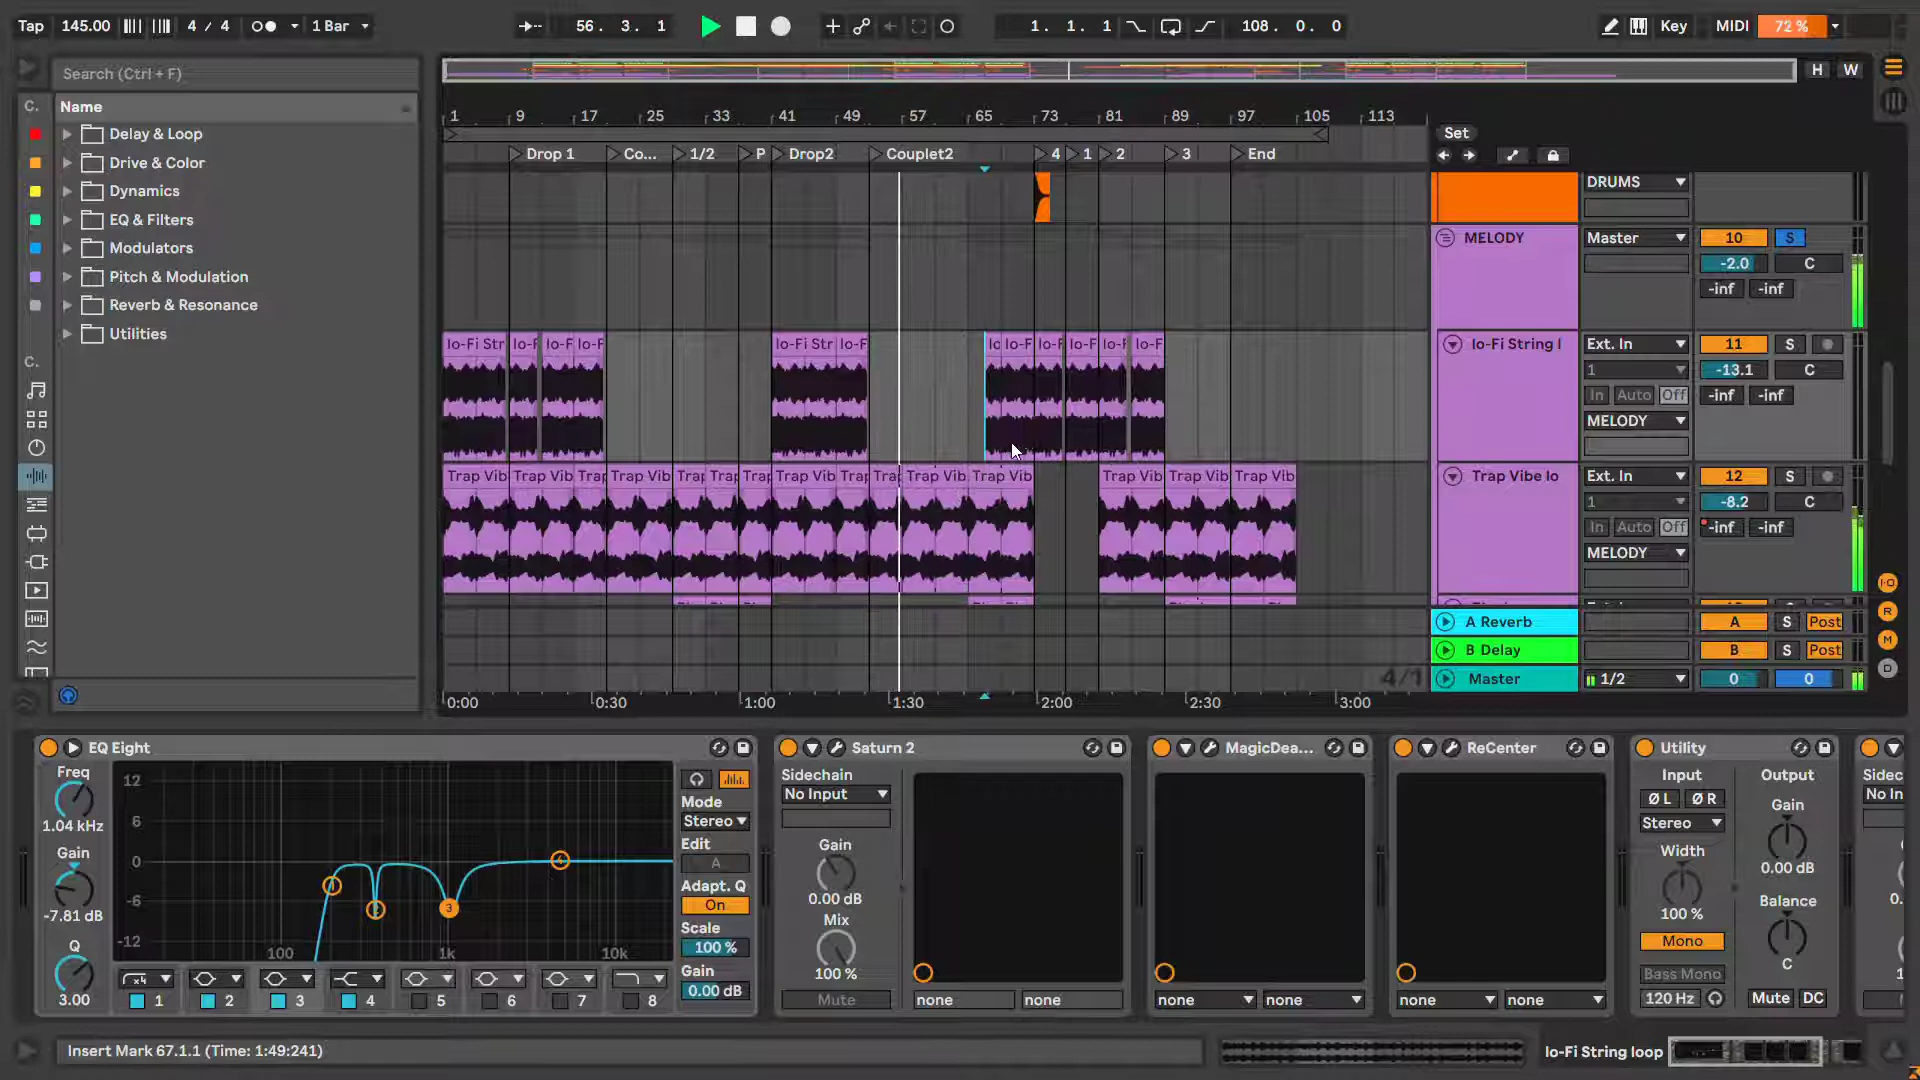 Tap 145.00 4 / 4 1 Bar 56. 3. 1 1. 1. 1 108. 0. 0 Key MIDI 72 %
Search (Ctrl + F)
H W
C. Name
Delay & Loop
Drive & Color
Dynamics
EQ & Filters
Modulators
Pitch & Modulation
Reverb & Resonance
Utilities
C.
1 9 17 25 33 41 49 57 65 73 81 89 97 105 113
Set
Drop 1 Co... 1/2 P Drop2 Couplet2 4 1 2 3 End
DRUMS
MELODY Master 10 S
-2.0 C
-inf -inf
lo-Fi Str lo-F lo-F lo-F lo-Fi Str lo-F lo lo-F lo-F lo-F lo-F lo-F
lo-Fi String l Ext. In 11 S
1 -13.1 C
In Auto Off -inf -inf
MELODY
Trap Vib Trap Vib Trap Trap Vib Trap Trap Trap Trap Vib Trap Trap Trap Vib Trap Vib Trap Vib Trap Vib Trap Vib
Trap Vibe lo Ext. In 12 S
1 -8.2 C
In Auto Off -inf -inf
MELODY
A Reverb A S Post
B Delay B S Post
4/1 Master 1/2 0 0
I·O
R
M
D
0:00 0:30 1:00 1:30 2:00 2:30 3:00
EQ Eight
Freq
1.04 kHz
Gain
-7.81 dB
Q
3.00
12
6
0
-6
-12
100 1k 10k
1 2 3 4
x4
1 2 3 4 5 6 7 8
Mode
Stereo
Edit
A
Adapt. Q
On
Scale
100 %
Gain
0.00 dB
Saturn 2
Sidechain
No Input
Gain
0.00 dB
Mix
100 %
Mute
none none
MagicDea...
none none
ReCenter
none none
Utility
Input
Ø L Ø R
Stereo
Width
100 %
Mono
Bass Mono
120 Hz
Output
Gain
0.00 dB
Balance
C
Mute DC
Sidec
No In
0.
Insert Mark 67.1.1 (Time: 1:49:241)
lo-Fi String loop